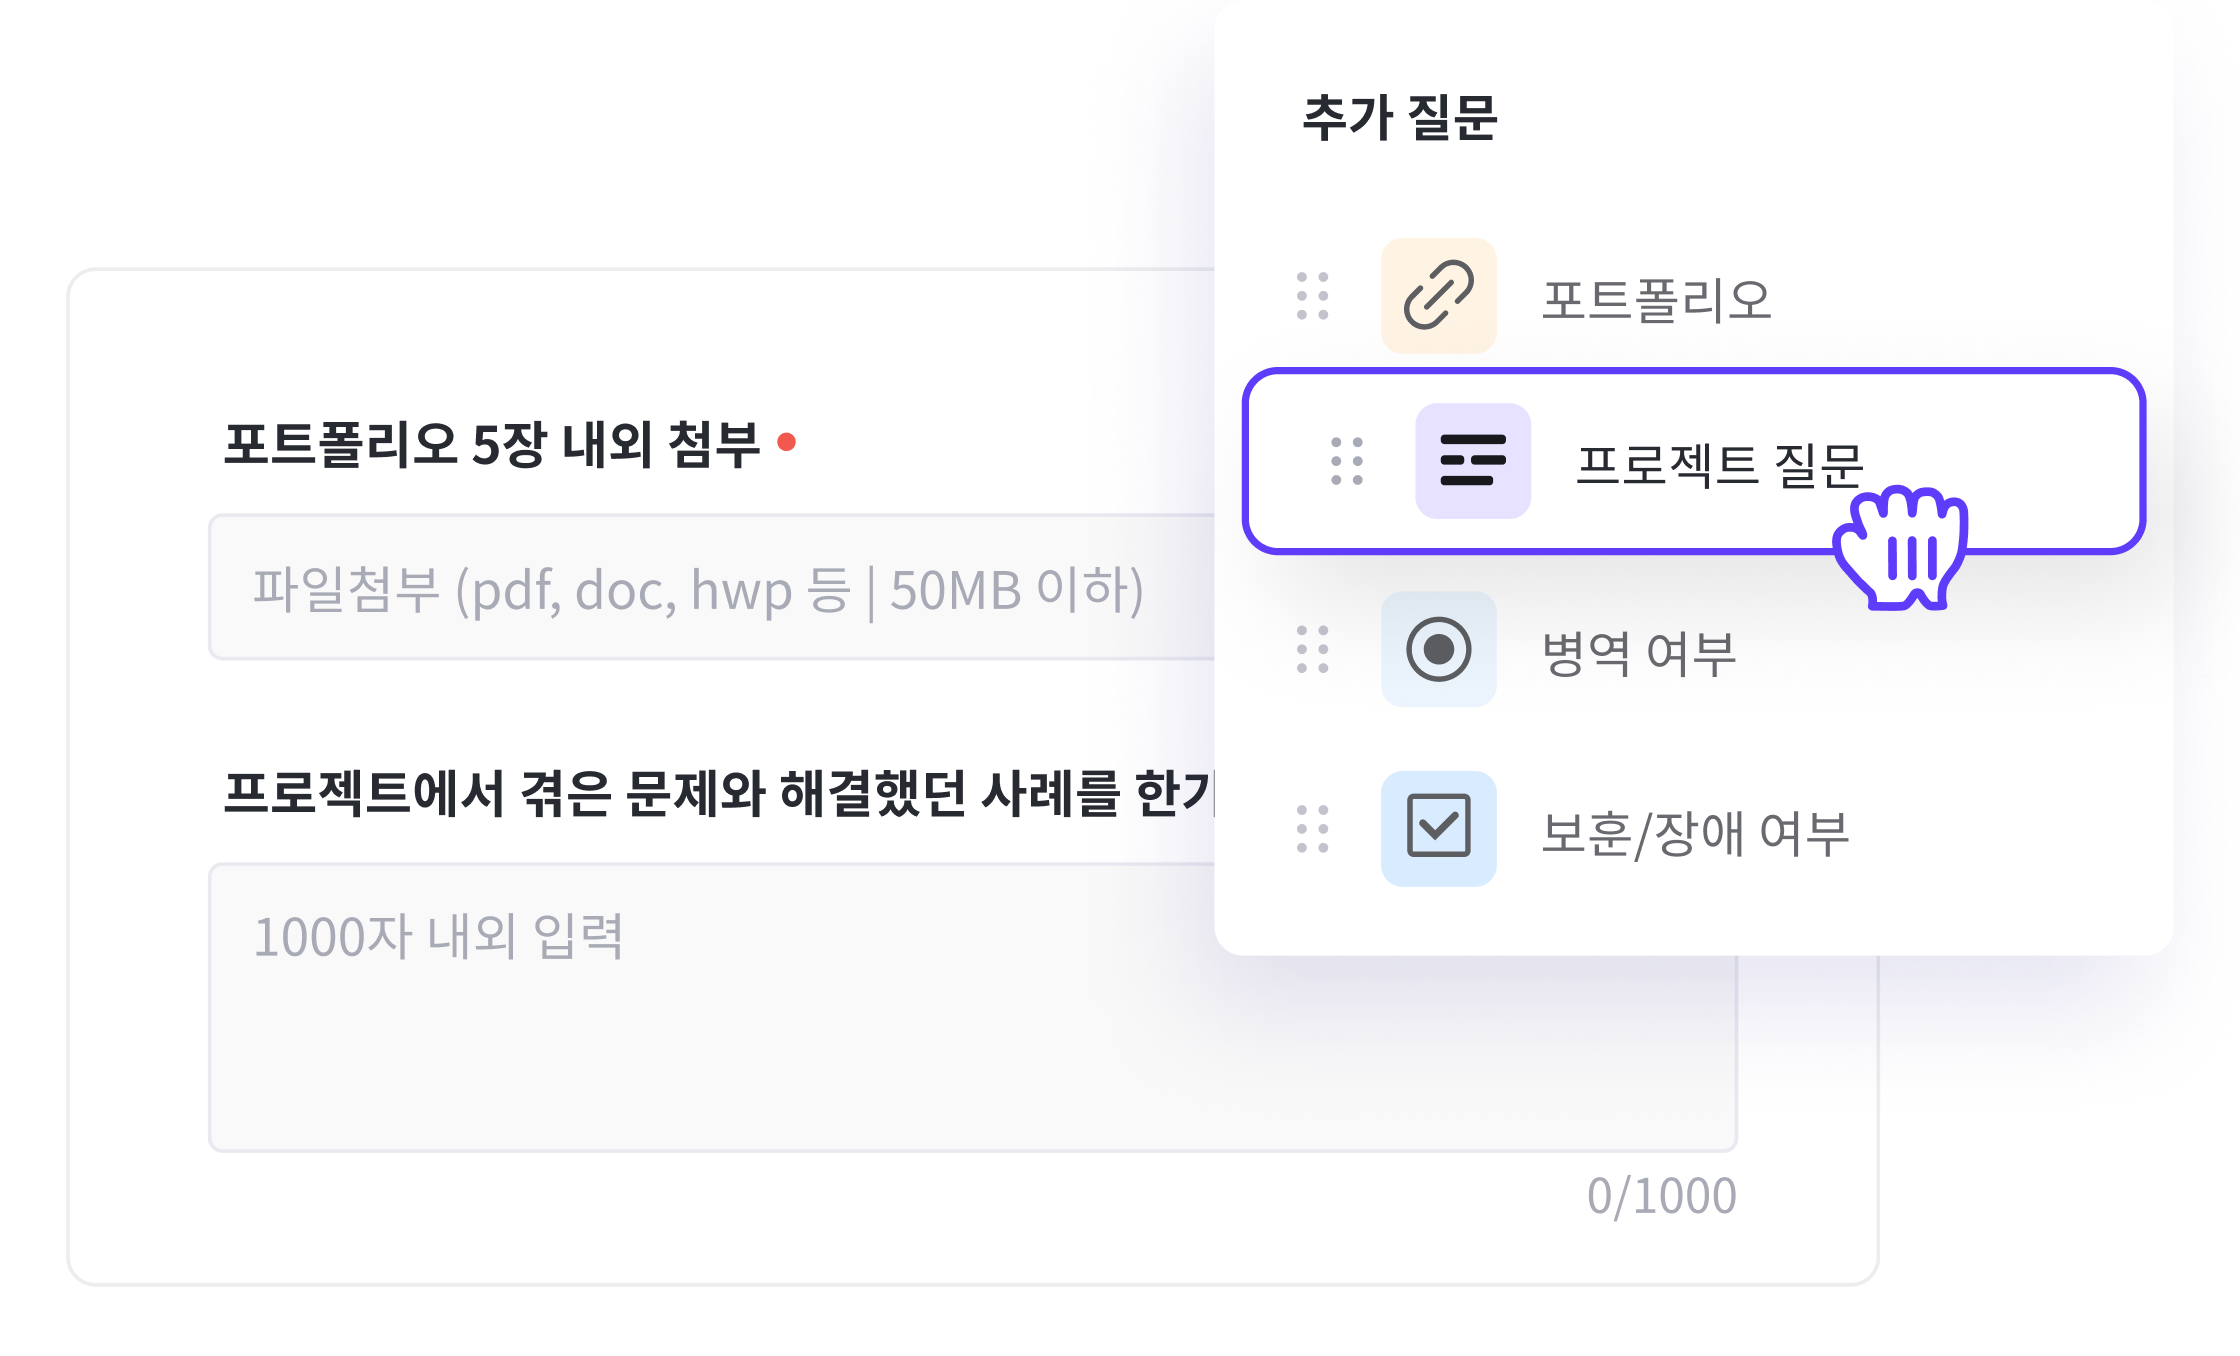 추가 질문
포트폴리오
프로젝트 질문
병역 여부
보훈/장애 여부
포트폴리오 5장 내외 첨부
파일첨부 (pdf, doc, hwp 등 | 50MB 이하)
프로젝트에서 겪은 문제와 해결했던 사례를
1000자 내외 입력
0/1000